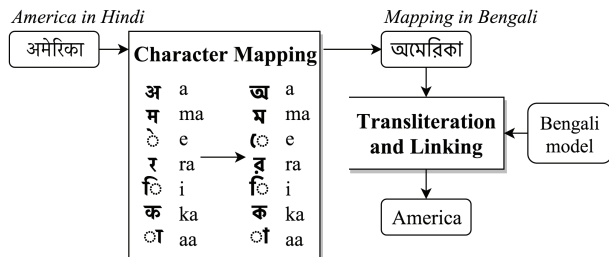 America in Hindi
Mapping in Bengali
अमेरिका
Character Mapping
অমেরিকা
अ a অ a
म ma ম ma
े e ে e
र ra র ra
ि i ি i
क ka ক ka
ा aa া aa
Transliteration
and Linking
Bengali
model
America